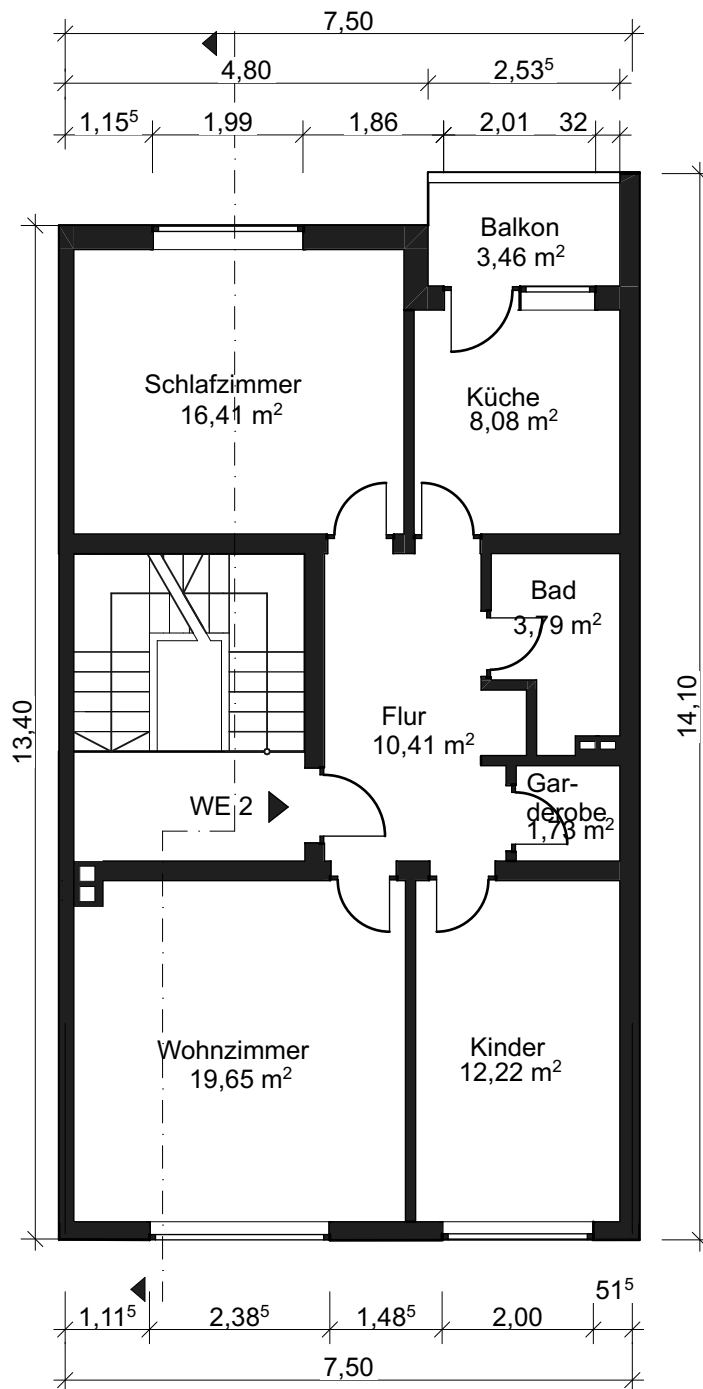 7,50
4,80 2,53⁵
1,15⁵ 1,99 1,86 2,01 32
Balkon
3,46 m²
Schlafzimmer
16,41 m²
Küche
8,08 m²
Bad
3,79 m²
13,40
14,10
Flur
10,41 m²
WE 2
Gar-
derobe
1,73 m²
Wohnzimmer
19,65 m²
Kinder
12,22 m²
51⁵
1,11⁵ 2,38⁵ 1,48⁵ 2,00
7,50